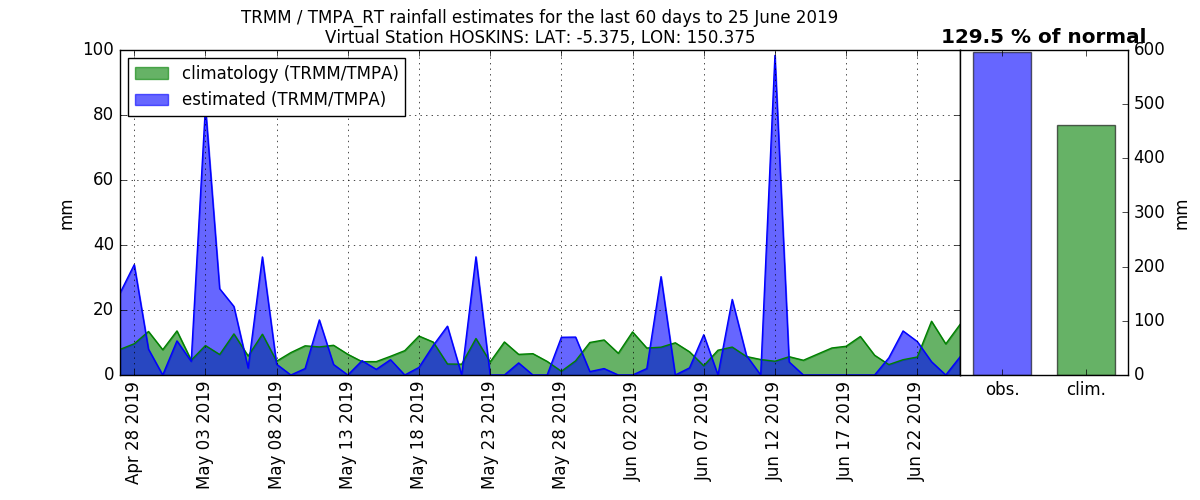 TRMM / TMPA_RT rainfall estimates for the last 60 days to 25 June 2019
Virtual Station HOSKINS: LAT: -5.375, LON: 150.375
129.5 % of normal
climatology (TRMM/TMPA)
estimated (TRMM/TMPA)
100
80
60
40
20
0
mm
Apr 28 2019
May 03 2019
May 08 2019
May 13 2019
May 18 2019
May 23 2019
May 28 2019
Jun 02 2019
Jun 07 2019
Jun 12 2019
Jun 17 2019
Jun 22 2019
600
500
400
300
200
100
0
mm
obs.
clim.